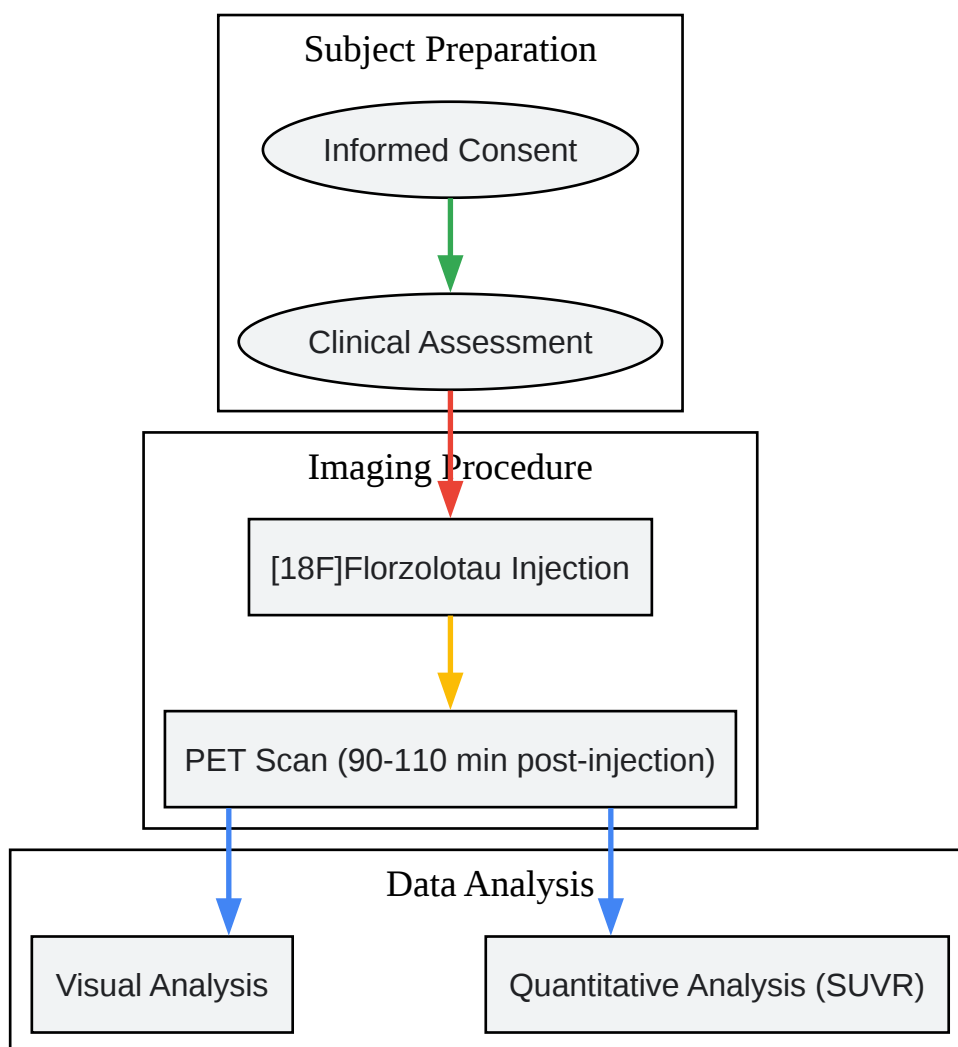 Subject Preparation
Informed Consent
Clinical Assessment
Imaging Procedure
[18F]Florzolotau Injection
PET Scan (90-110 min post-injection)
Data Analysis
Visual Analysis
Quantitative Analysis (SUVR)